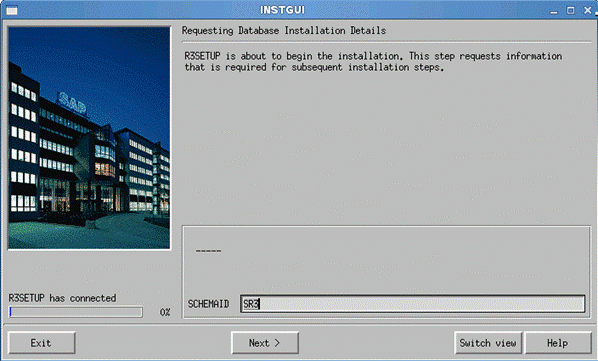 INSTGUI
Requesting Database Installation Details
R3SETUP is about to begin the installation. This step requests information
that is required for subsequent installation steps.
SAP
-----
R3SETUP has connected
0%
SCHEMAID
SR3
Exit
Next >
Switch view
Help